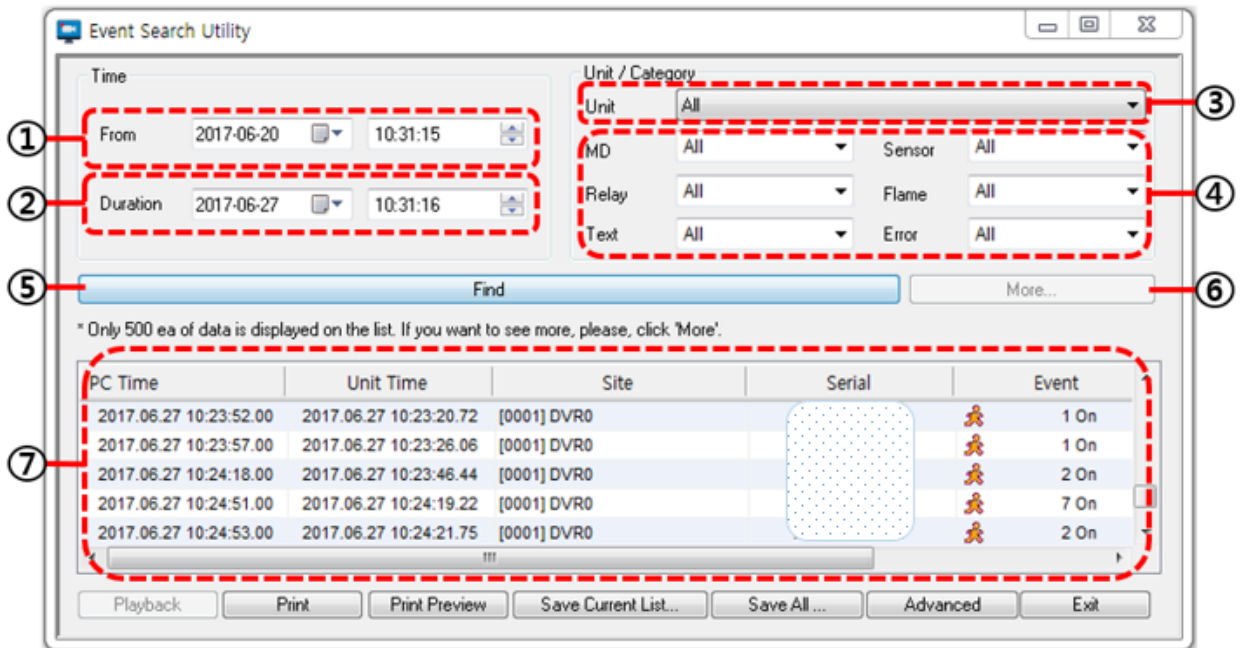 Event Search Utility
Time
Unit / Category
① From 2017-06-20 10:31:15
Unit All ③
MD All Sensor All
② Duration 2017-06-27 10:31:16
Relay All Flame All ④
Text All Error All
⑤ Find More... ⑥
* Only 500 ea of data is displayed on the list. If you want to see more, please, click 'More'.
PC Time Unit Time Site Serial Event
2017.06.27 10:23:52.00 2017.06.27 10:23:20.72 [0001] DVR0 1 On
2017.06.27 10:23:57.00 2017.06.27 10:23:26.06 [0001] DVR0 1 On
⑦ 2017.06.27 10:24:18.00 2017.06.27 10:23:46.44 [0001] DVR0 2 On
2017.06.27 10:24:51.00 2017.06.27 10:24:19.22 [0001] DVR0 7 On
2017.06.27 10:24:53.00 2017.06.27 10:24:21.75 [0001] DVR0 2 On
Playback Print Print Preview Save Current List... Save All ... Advanced Exit